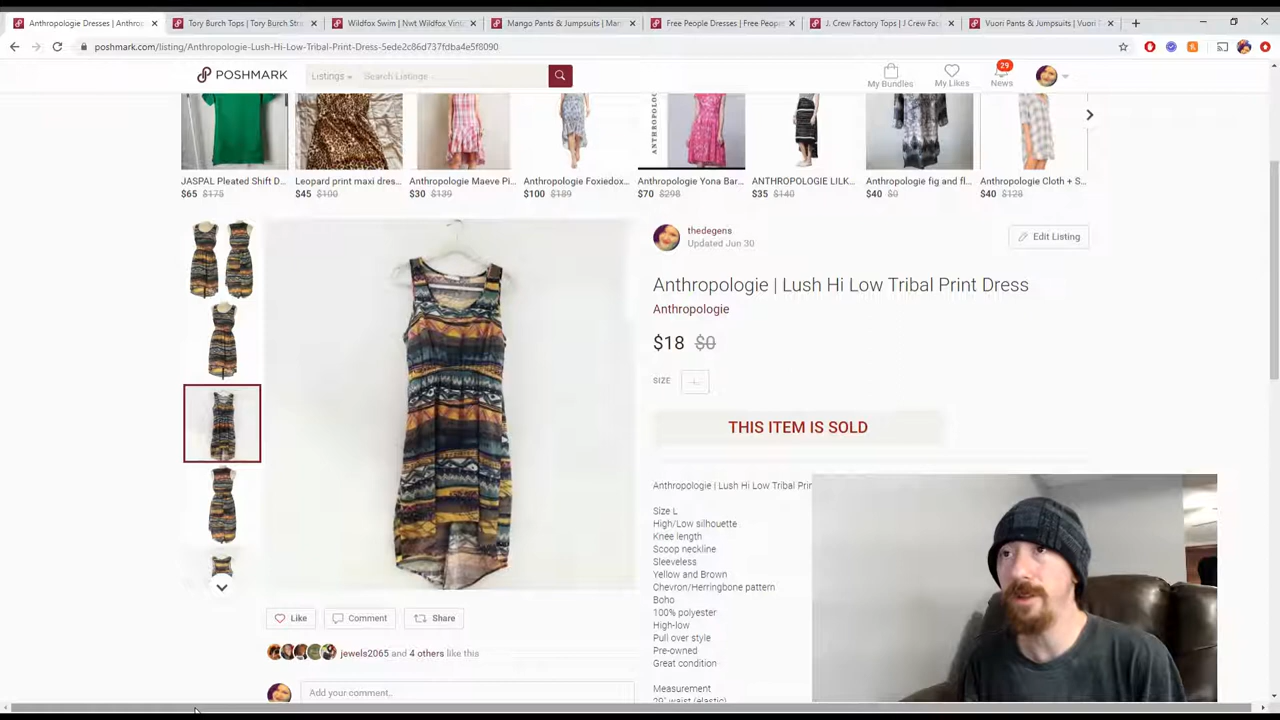 Anthropologie Dresses | Anthrop
Tory Burch Tops | Tory Burch Str
Wildfox Swim | Nwt Wildfox Vint
Mango Pants & Jumpsuits | Man
Free People Dresses | Free Peop
J. Crew Factory Tops | J Crew Fac
Vuori Pants & Jumpsuits | Vuori T
poshmark.com/listing/Anthropologie-Lush-Hi-Low-Tribal-Print-Dress-5ede2c86d737fdba4e5f8090
POSHMARK
Listings
Search Listings
My Bundles
My Likes
29
News
ANTHROPOLOG
JASPAL Pleated Shift D...
$65 $175
Leopard print maxi dres...
$45 $100
Anthropologie Maeve Pi...
$30 $139
Anthropologie Foxiedox...
$100 $189
Anthropologie Yona Bar...
$70 $298
ANTHROPOLOGIE LILK...
$35 $140
Anthropologie fig and fl...
$40 $0
Anthropologie Cloth + S...
$40 $128
thedegens
Updated Jun 30
Edit Listing
Anthropologie | Lush Hi Low Tribal Print Dress
Anthropologie
$18 $0
SIZE
L
THIS ITEM IS SOLD
Anthropologie | Lush Hi Low Tribal Prin
Size L
High/Low silhouette
Knee length
Scoop neckline
Sleeveless
Yellow and Brown
Chevron/Herringbone pattern
Boho
100% polyester
High-low
Pull over style
Pre-owned
Great condition
Measurement
29" waist (elastic)
Like
Comment
Share
jewels2065 and 4 others like this
Add your comment...